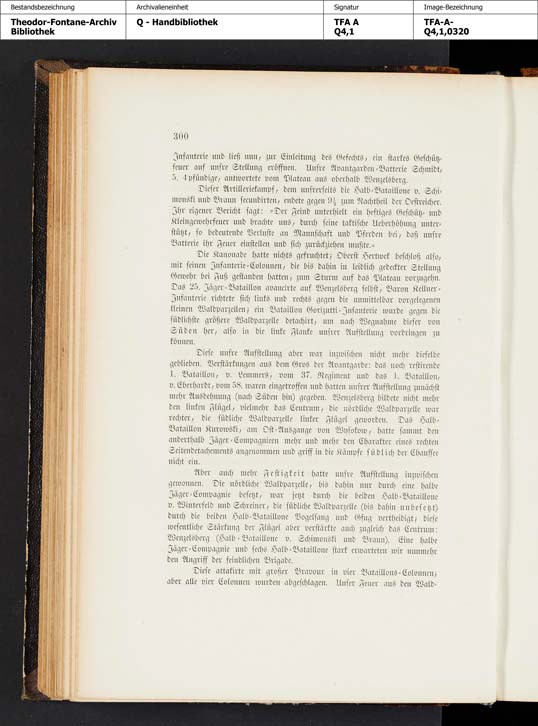 Bestandsbezeichnung Archivalieneinheit Signatur Image-Bezeichnung
Theodor-Fontane-Archiv Q - Handbibliothek TFA A TFA-A-
Bibliothek Q4,1 Q4,1,0320
300
Infanterie und ließ nun, zur Einleitung des Gefechts, ein starkes Geschütz-
feuer auf unsre Stellung eröffnen. Unsre Avantgarden-Batterie Schmidt,
5. 4pfündige, antwortete vom Plateau aus oberhalb Wenzelsberg.
Dieser Artilleriekampf, dem unsrerseits die Halb-Bataillone v. Schi-
monski und Braun secundirten, endete gegen 9½ zum Nachtheil der Oestreicher.
Ihr eigener Bericht sagt: »Der Feind unterhielt ein heftiges Geschütz- und
Kleingewehrfeuer und brachte uns, durch seine taktische Ueberhöhung unter-
stützt, so bedeutende Verluste an Mannschaft und Pferden bei, daß unsre
Batterie ihr Feuer einstellen und sich zurückziehen mußte.«
Die Kanonade hatte nichts gefruchtet; Oberst Hertwek beschloß also,
mit seinen Infanterie-Colonnen, die bis dahin in leidlich gedeckter Stellung
Gewehr bei Fuß gestanden hatten, zum Sturm auf das Plateau vorzugehn.
Das 25. Jäger-Bataillon avancirte auf Wenzelsberg selbst, Baron Kellner-
Infanterie richtete sich links und rechts gegen die unmittelbar vorgelegenen
kleinen Waldparzellen; ein Bataillon Gorizutti-Infanterie wurde gegen die
südlichste größere Waldparzelle detachirt, um nach Wegnahme dieser von
Süden her, also in die linke Flanke unsrer Aufstellung vordringen zu
können.
Diese unsre Aufstellung aber war inzwischen nicht mehr dieselbe
geblieben. Verstärkungen aus dem Gros der Avantgarde: das noch restirende
1. Bataillon, v. Lemmers, vom 37. Regiment und das 1. Bataillon,
v. Eberhardt, vom 58. waren eingetroffen und hatten unsrer Aufstellung zunächst
mehr Ausdehnung (nach Süden hin) gegeben. Wenzelsberg bildete nicht mehr
den linken Flügel, vielmehr das Centrum, die nördliche Waldparzelle war
rechter, die südliche Waldparzelle linker Flügel geworden. Das Halb-
Bataillon Kurowski, am Ost-Ausgange von Wysokow, hatte sammt den
anderthalb Jäger-Compagnieen mehr und mehr den Charakter eines rechten
Seitendetachements angenommen und griff in die Kämpfe südlich der Chaussee
nicht ein.
Aber auch mehr Festigkeit hatte unsre Aufstellung inzwischen
gewonnen. Die nördliche Waldparzelle, bis dahin nur durch eine halbe
Jäger-Compagnie besetzt, war jetzt durch die beiden Halb-Bataillone
v. Winterfeld und Schreiner, die südliche Waldparzelle (bis dahin unbesetzt)
durch die beiden Halb-Bataillone Vogelsang und Gfug vertheidigt; diese
wesentliche Stärkung der Flügel aber verstärkte auch zugleich das Centrum:
Wenzelsberg (Halb-Bataillone v. Schimonski und Braun). Eine halbe
Jäger-Compagnie und sechs Halb-Bataillone stark erwarteten wir nunmehr
den Angriff der feindlichen Brigade.
Diese attakirte mit großer Bravour in vier Bataillons-Colonnen,
aber alle vier Colonnen wurden abgeschlagen. Unser Feuer aus den Wald-